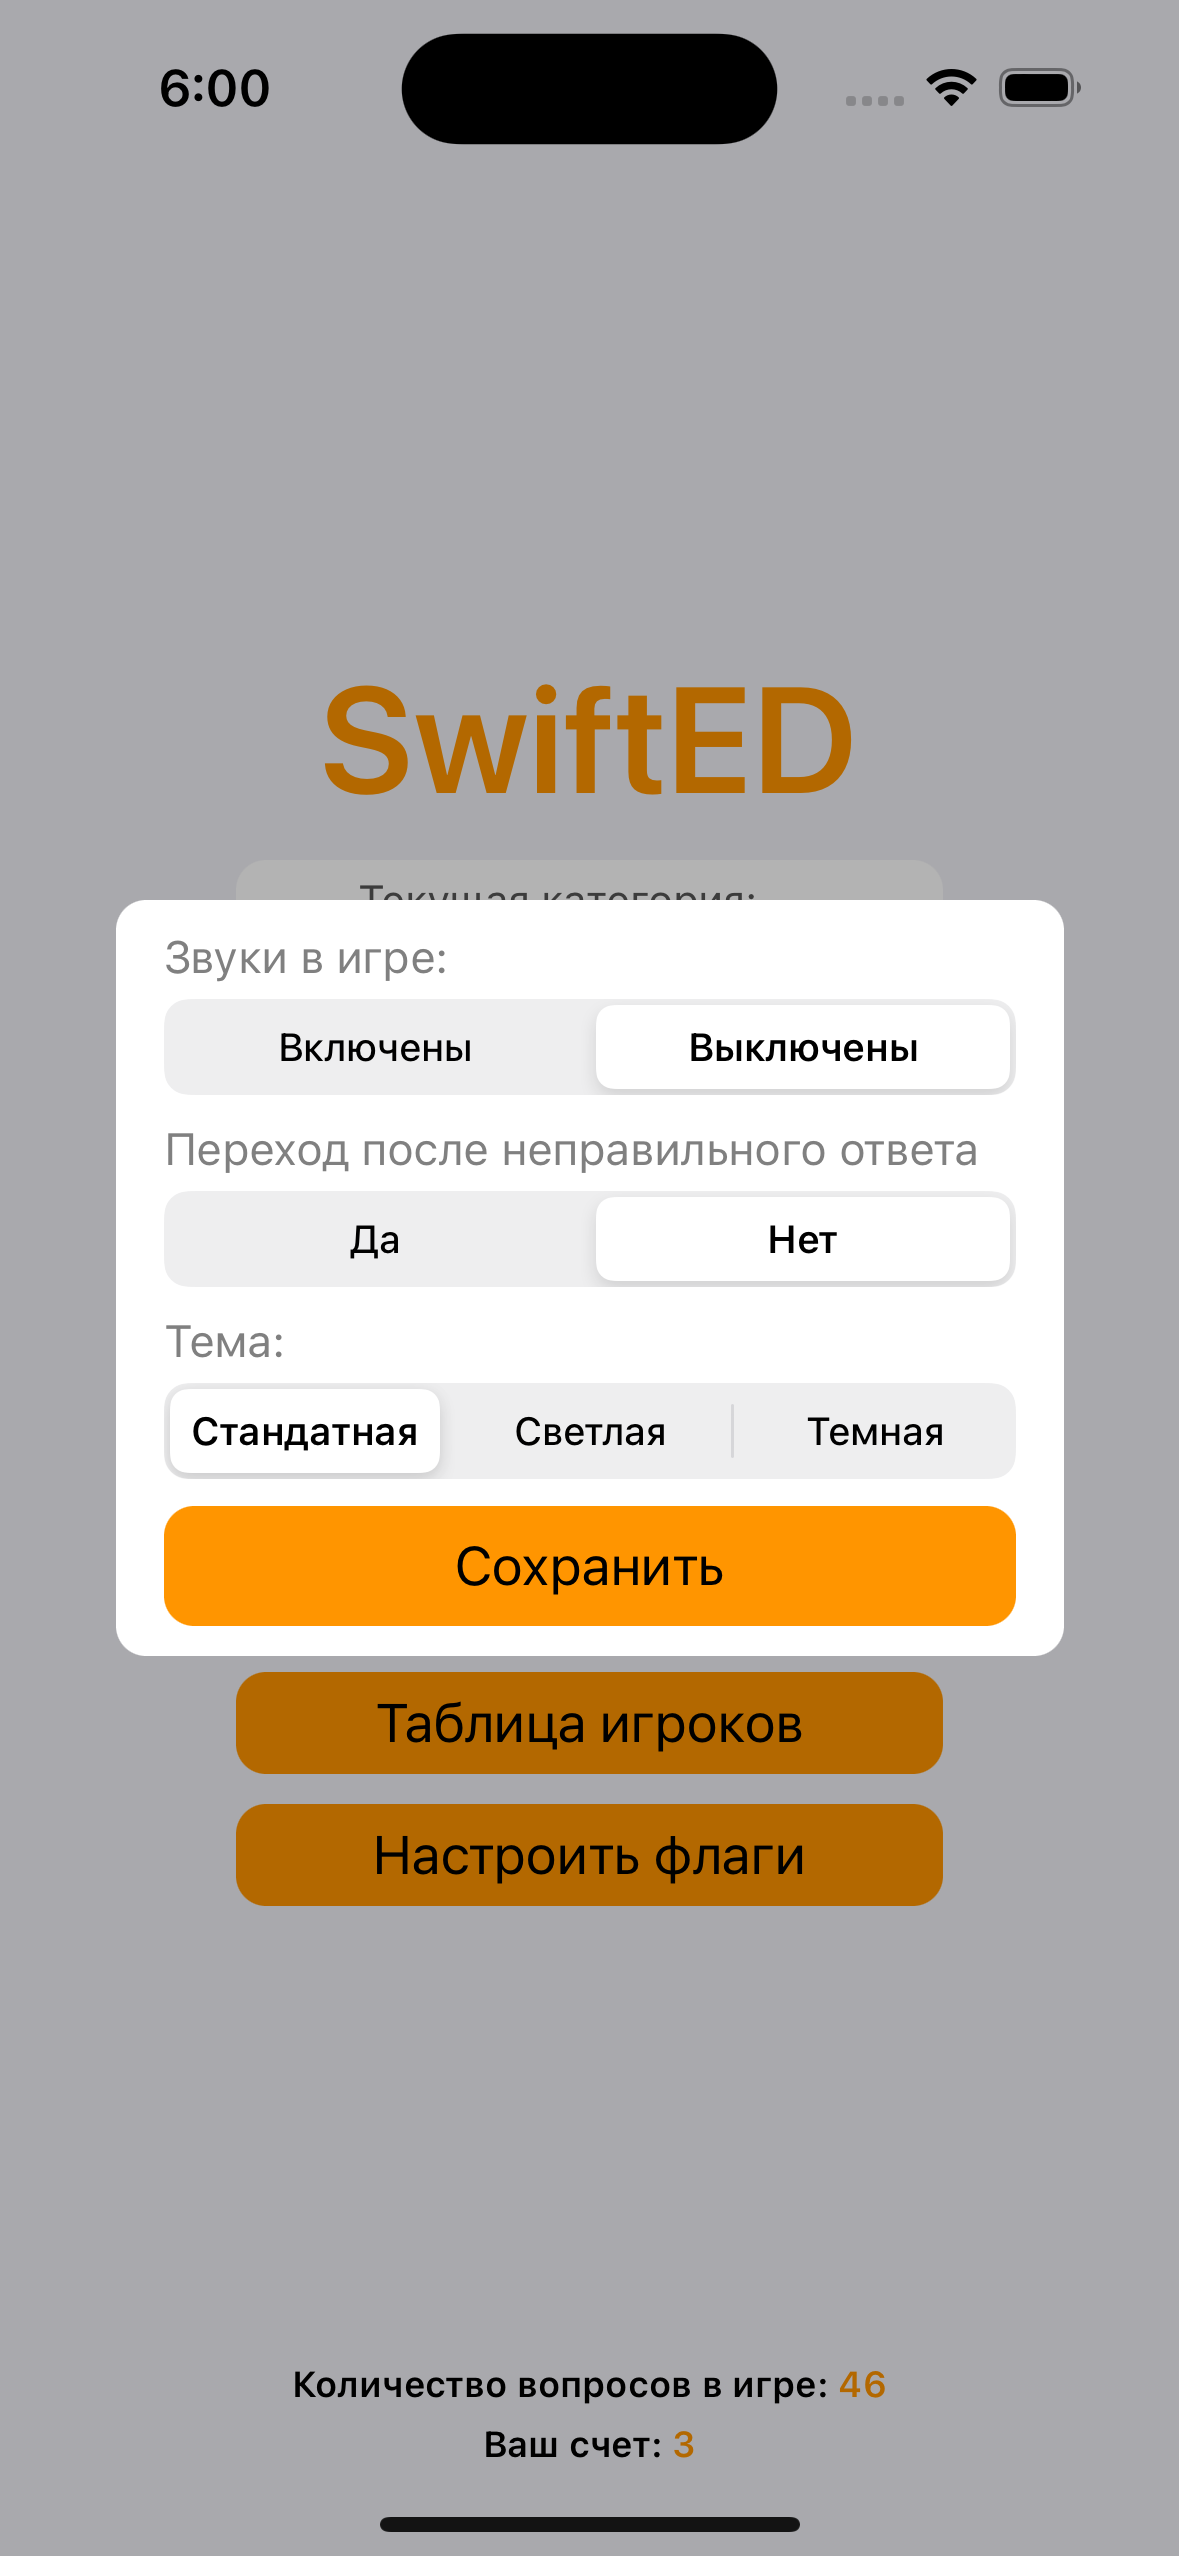 6:00
SwiftED
Текущая категория:
Звуки в игре:
Включены Выключены
Переход после неправильного ответа
Да Нет
Тема:
Стандатная Светлая Темная
Сохранить
Таблица игроков
Настроить флаги
Количество вопросов в игре: 46
Ваш счет: 3